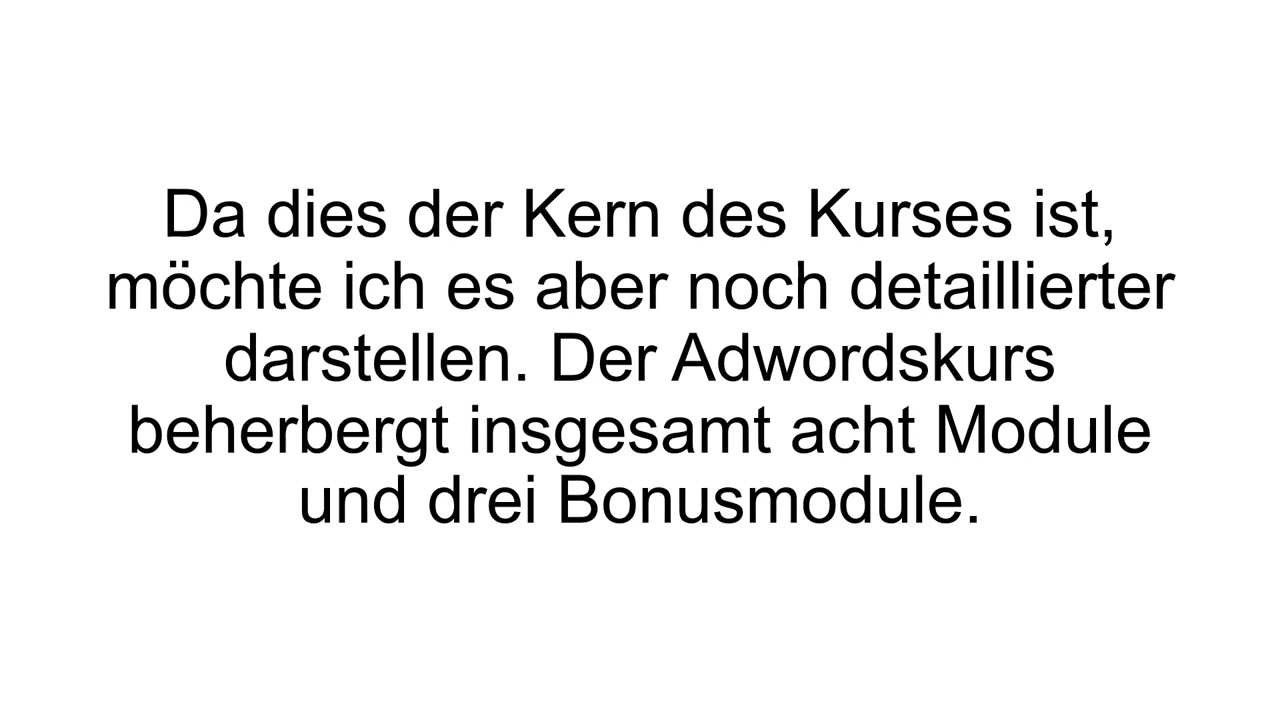 Da dies der Kern des Kurses ist,
möchte ich es aber noch detaillierter
darstellen. Der Adwordskurs
beherbergt insgesamt acht Module
und drei Bonusmodule.